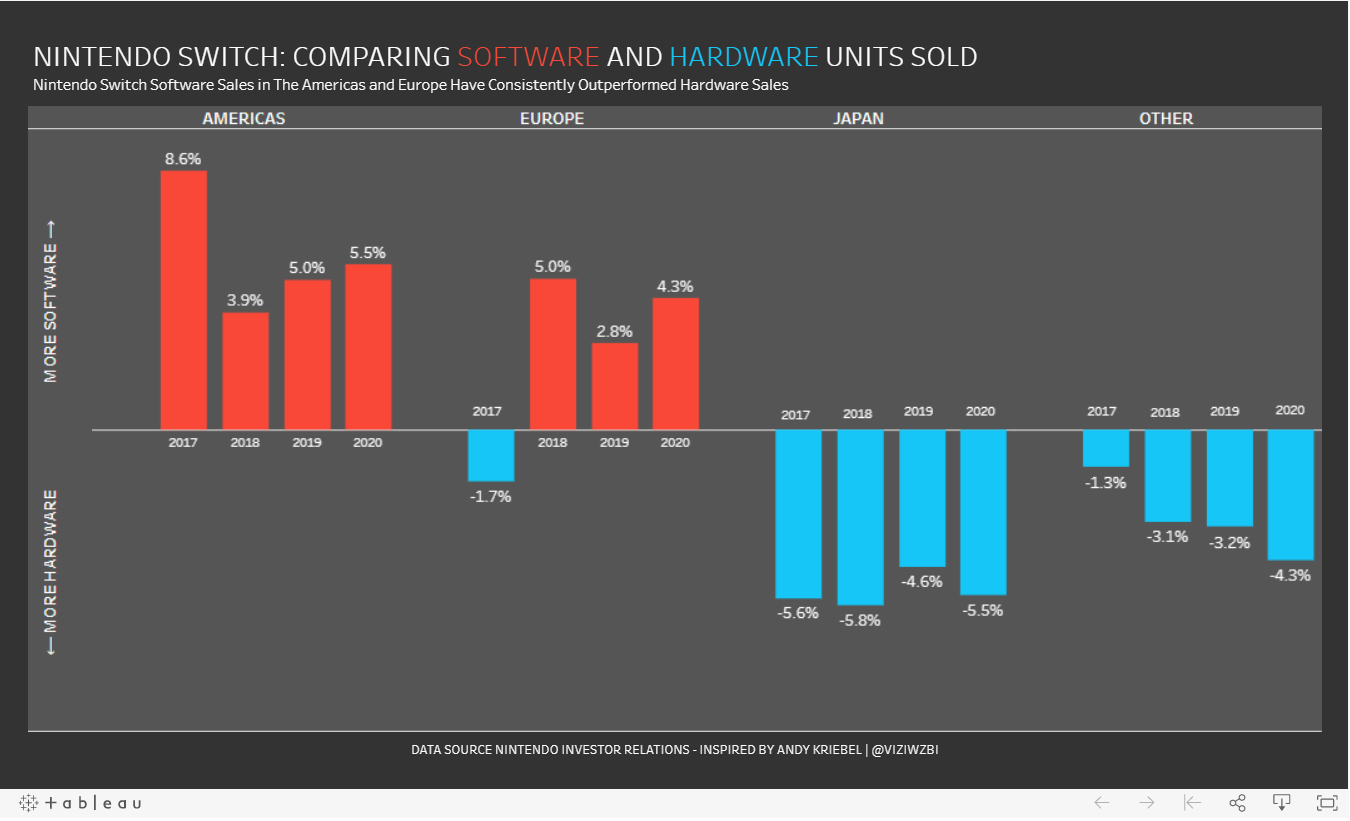 NINTENDO SWITCH: COMPARING SOFTWARE AND HARDWARE UNITS SOLD
Nintendo Switch Software Sales in The Americas and Europe Have Consistently Outperformed Hardware Sales
AMERICAS EUROPE JAPAN OTHER
MORE SOFTWARE →
← MORE HARDWARE
8.6%
3.9%
5.0%
5.5%
2017 2018 2019 2020
2017
5.0%
2.8%
4.3%
-1.7%
2018 2019 2020
2017 2018 2019 2020
-5.6%
-5.8%
-4.6%
-5.5%
2017 2018 2019 2020
-1.3%
-3.1%
-3.2%
-4.3%
DATA SOURCE NINTENDO INVESTOR RELATIONS - INSPIRED BY ANDY KRIEBEL | @VIZIWZBI
+ableau